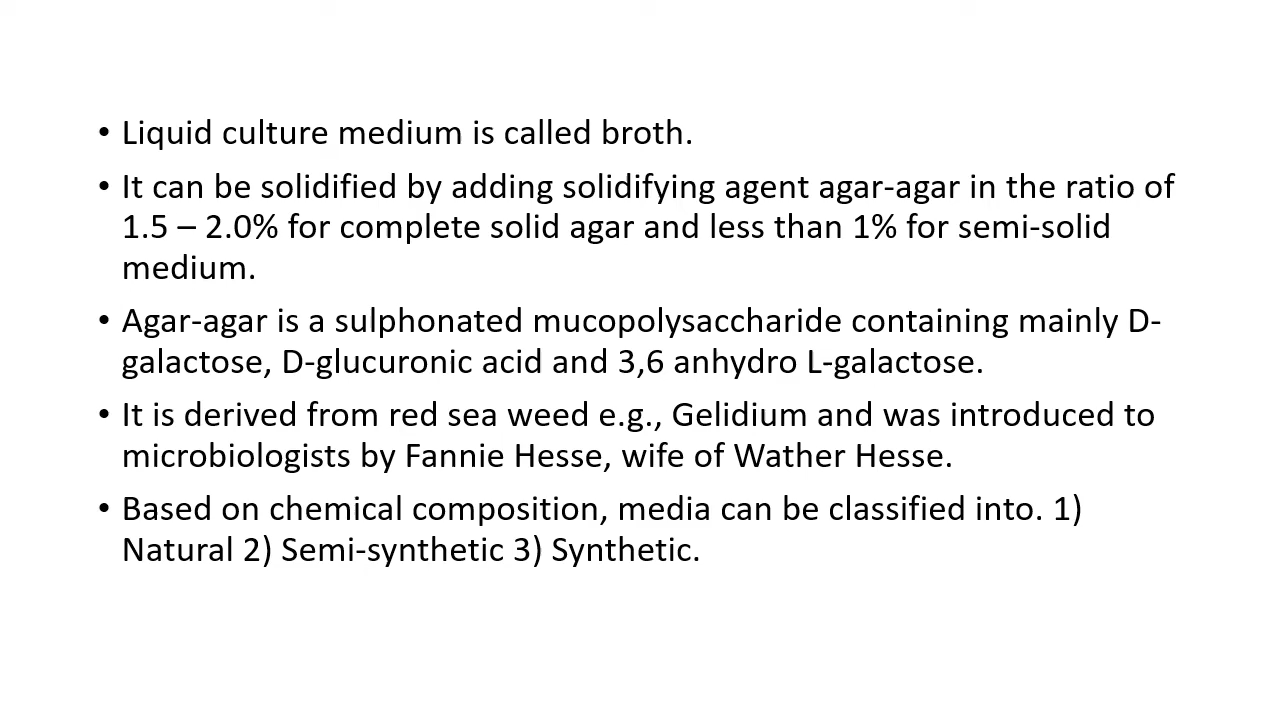 • Liquid culture medium is called broth.
• It can be solidified by adding solidifying agent agar-agar in the ratio of
1.5 – 2.0% for complete solid agar and less than 1% for semi-solid
medium.
• Agar-agar is a sulphonated mucopolysaccharide containing mainly D-
galactose, D-glucuronic acid and 3,6 anhydro L-galactose.
• It is derived from red sea weed e.g., Gelidium and was introduced to
microbiologists by Fannie Hesse, wife of Wather Hesse.
• Based on chemical composition, media can be classified into. 1)
Natural 2) Semi-synthetic 3) Synthetic.